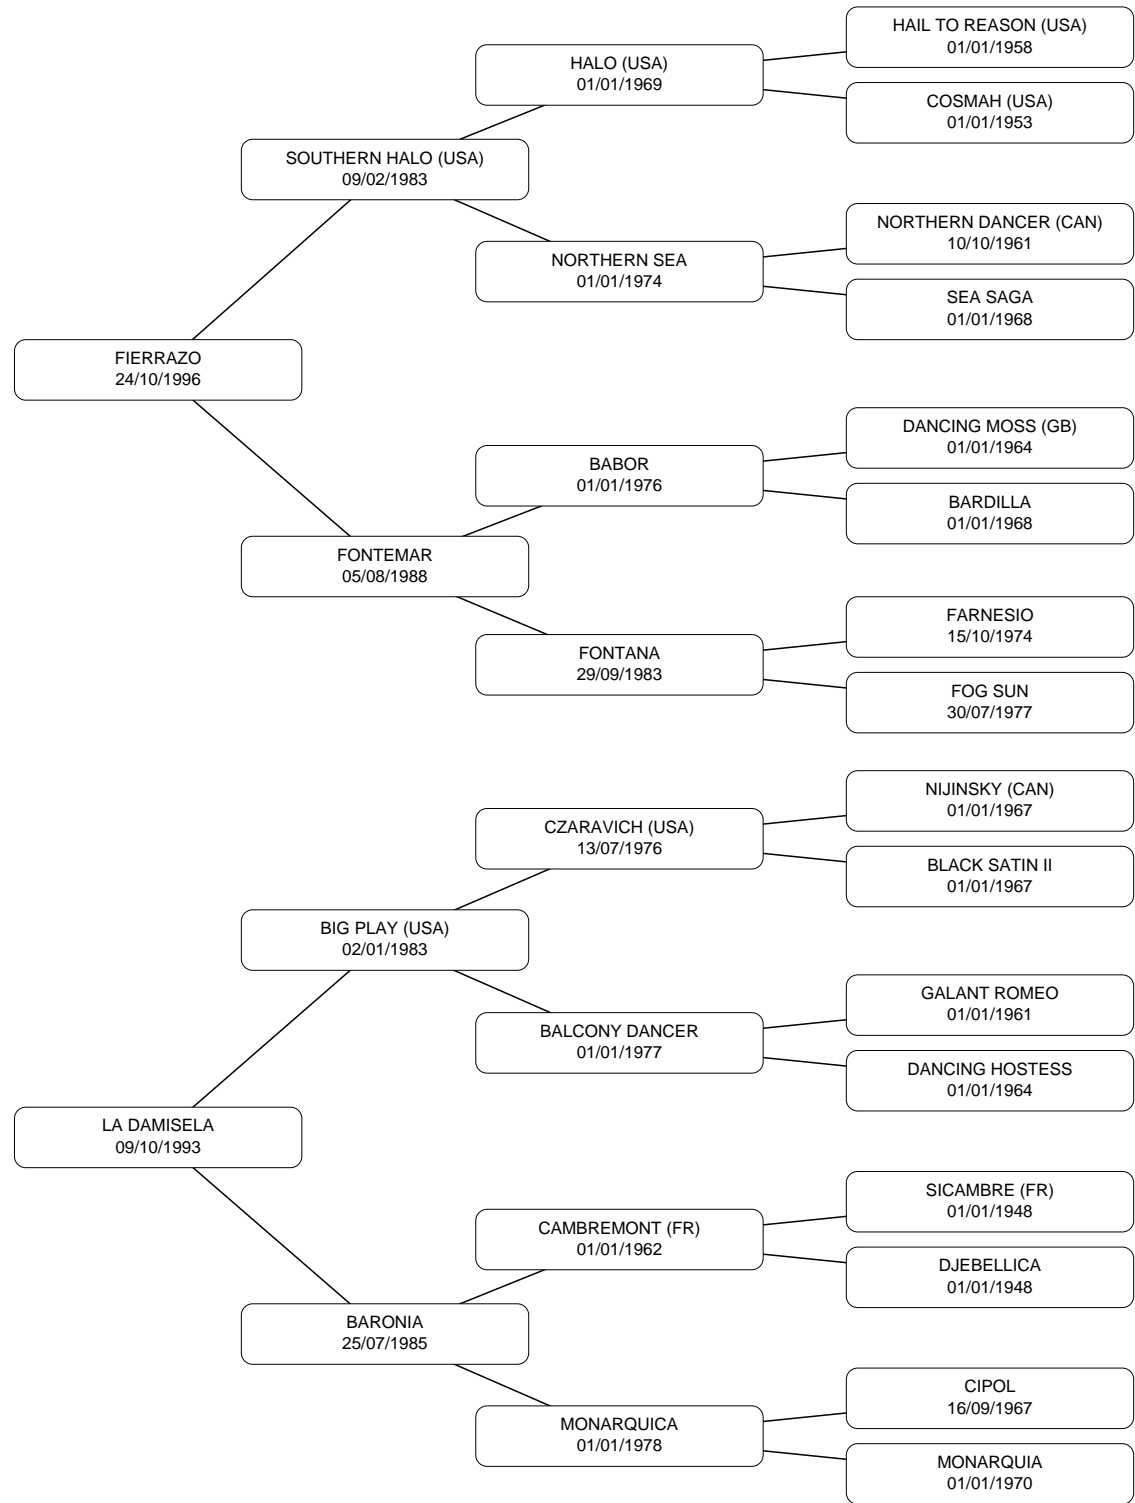 HAIL TO REASON (USA)
01/01/1958
HALO (USA)
01/01/1969
COSMAH (USA)
01/01/1953
SOUTHERN HALO (USA)
09/02/1983
NORTHERN DANCER (CAN)
10/10/1961
NORTHERN SEA
01/01/1974
SEA SAGA
01/01/1968
FIERRAZO
24/10/1996
DANCING MOSS (GB)
01/01/1964
BABOR
01/01/1976
BARDILLA
01/01/1968
FONTEMAR
05/08/1988
FARNESIO
15/10/1974
FONTANA
29/09/1983
FOG SUN
30/07/1977
NIJINSKY (CAN)
01/01/1967
CZARAVICH (USA)
13/07/1976
BLACK SATIN II
01/01/1967
BIG PLAY (USA)
02/01/1983
GALANT ROMEO
01/01/1961
BALCONY DANCER
01/01/1977
DANCING HOSTESS
01/01/1964
LA DAMISELA
09/10/1993
SICAMBRE (FR)
01/01/1948
CAMBREMONT (FR)
01/01/1962
DJEBELLICA
01/01/1948
BARONIA
25/07/1985
CIPOL
16/09/1967
MONARQUICA
01/01/1978
MONARQUIA
01/01/1970